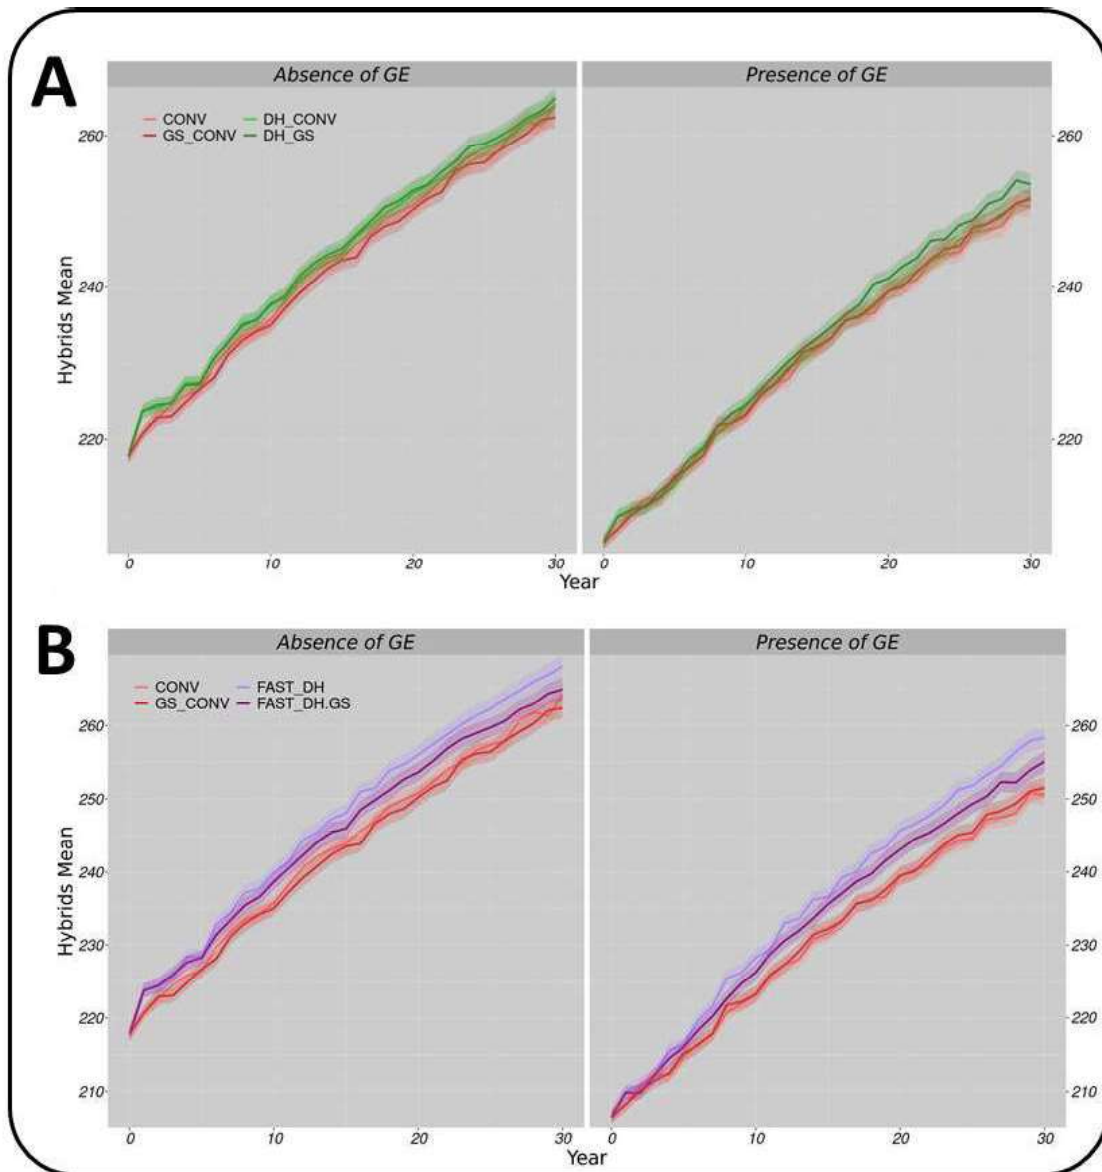 A
Absence of GE
Presence of GE
CONV DH_CONV
GS_CONV DH_GS
260 260
240 240
220 220
Hybrids Mean
0 10 20 30 0 10 20 30
Year
B
Absence of GE
Presence of GE
CONV FAST_DH
GS_CONV FAST_DH.GS
260 260
250 250
240 240
230 230
220 220
210 210
Hybrids Mean
0 10 20 30 0 10 20 30
Year